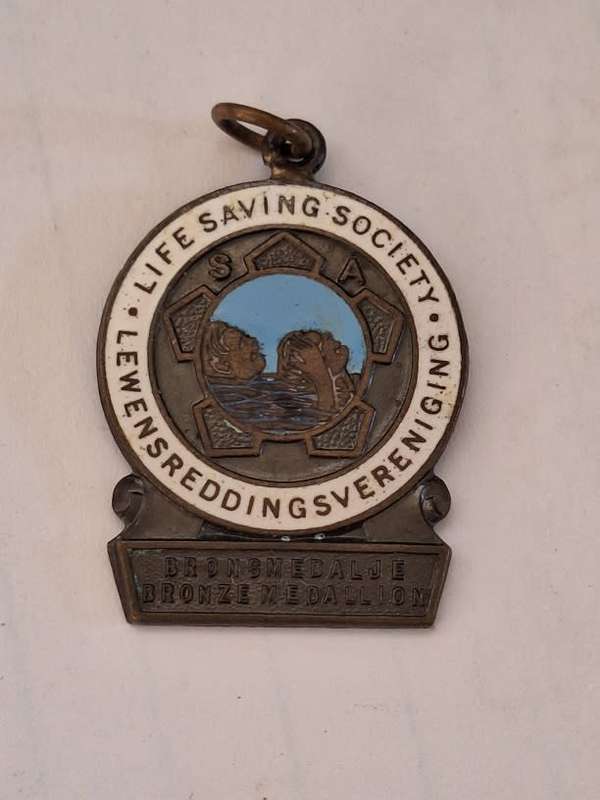 LIFE SAVING SOCIETY
LEWENSREDDINGSVERENIGING
S A
BRONSMEDALJE
BRONZE MEDALLION